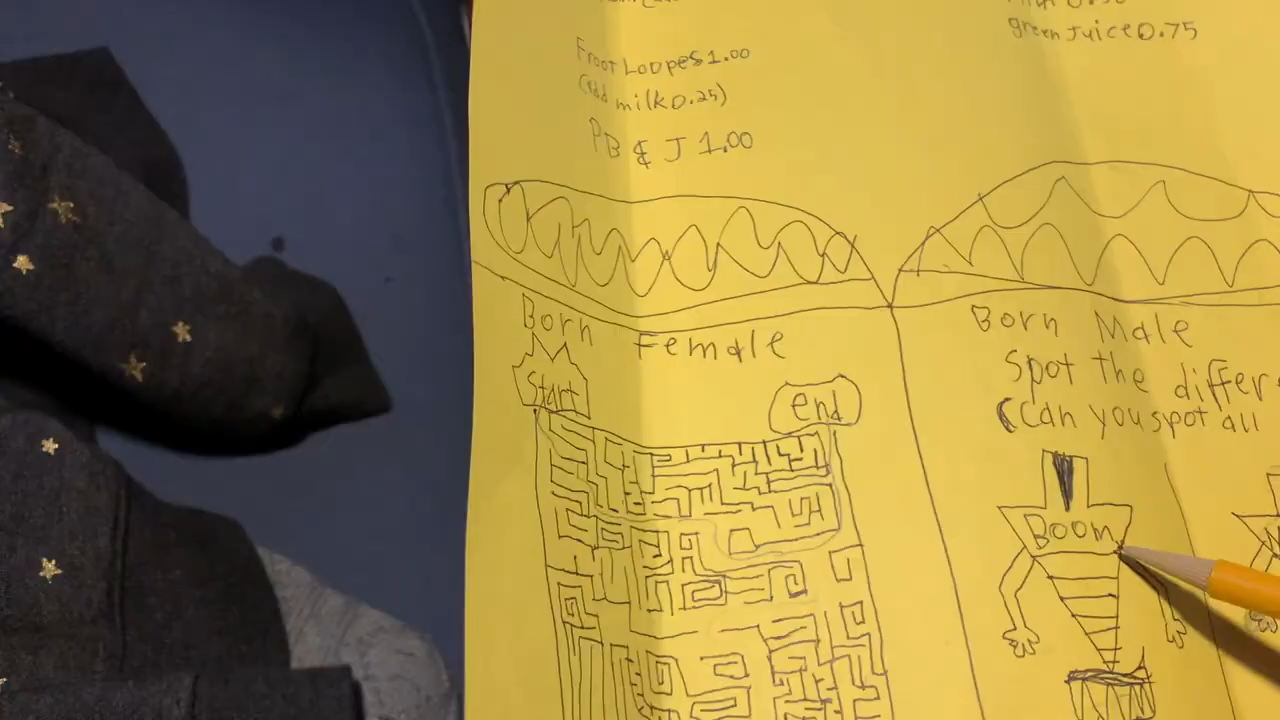 green Juice 0.75
Froot Loopes 1.00
(add milk 0.25)
PB & J 1.00
Born Female
Start
end
Born Male
Spot the differ
(Can you spot all
Boom